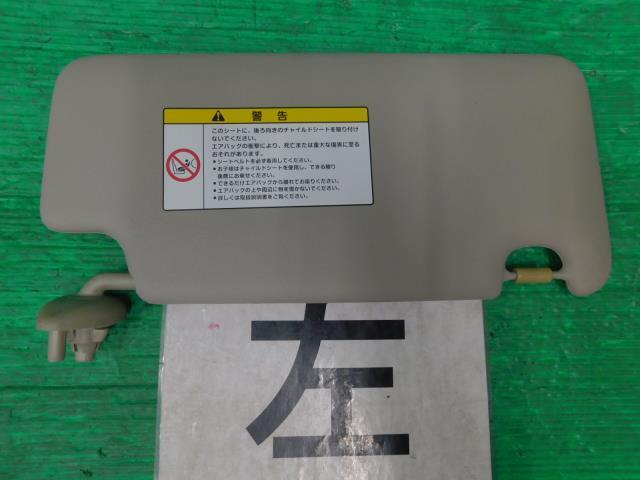 警告
このシートに、後ろ向きのチャイルドシートを取り付け
ないでください。
エアバッグの衝撃により、死亡または重大な傷害に至る
おそれがあります。
●シートベルトを必ず着用してください。
●お子様はチャイルドシートを使用し、できる限り
後席にお乗せください。
●できるだけエアバッグから離れてお座りください。
●エアバッグの上や周辺に物を置かないでください。
●詳しくは取扱説明書をご覧ください。
左